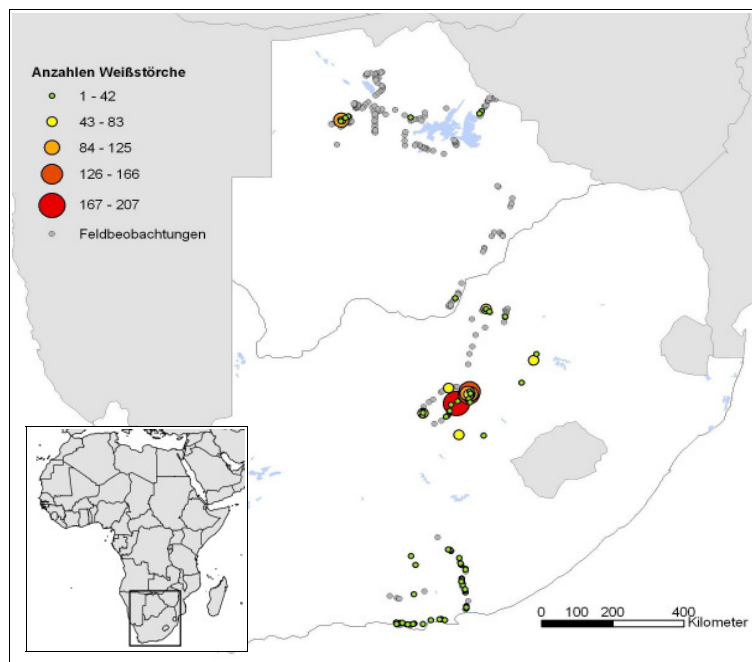 Anzahlen Weißstörche
1 - 42
43 - 83
84 - 125
126 - 166
167 - 207
Feldbeobachtungen
0 100 200 400
Kilometer